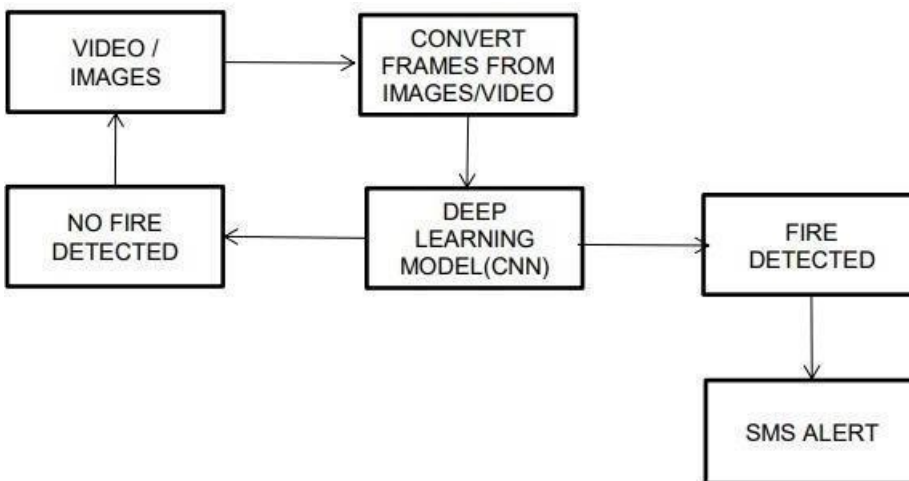 VIDEO /
IMAGES
CONVERT
FRAMES FROM
IMAGES/VIDEO
NO FIRE
DETECTED
DEEP
LEARNING
MODEL(CNN)
FIRE
DETECTED
SMS ALERT